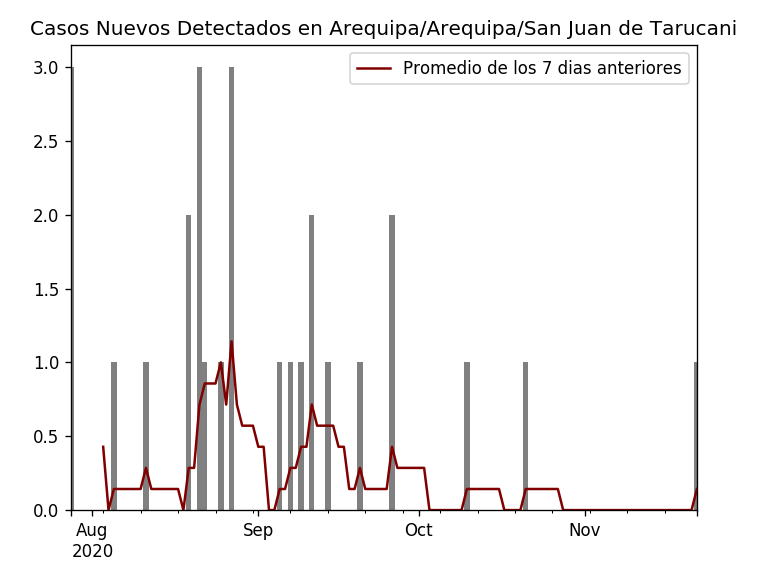 Casos Nuevos Detectados en Arequipa/Arequipa/San Juan de Tarucani
Promedio de los 7 dias anteriores
3.0
2.5
2.0
1.5
1.0
0.5
0.0
Aug Sep Oct Nov
2020